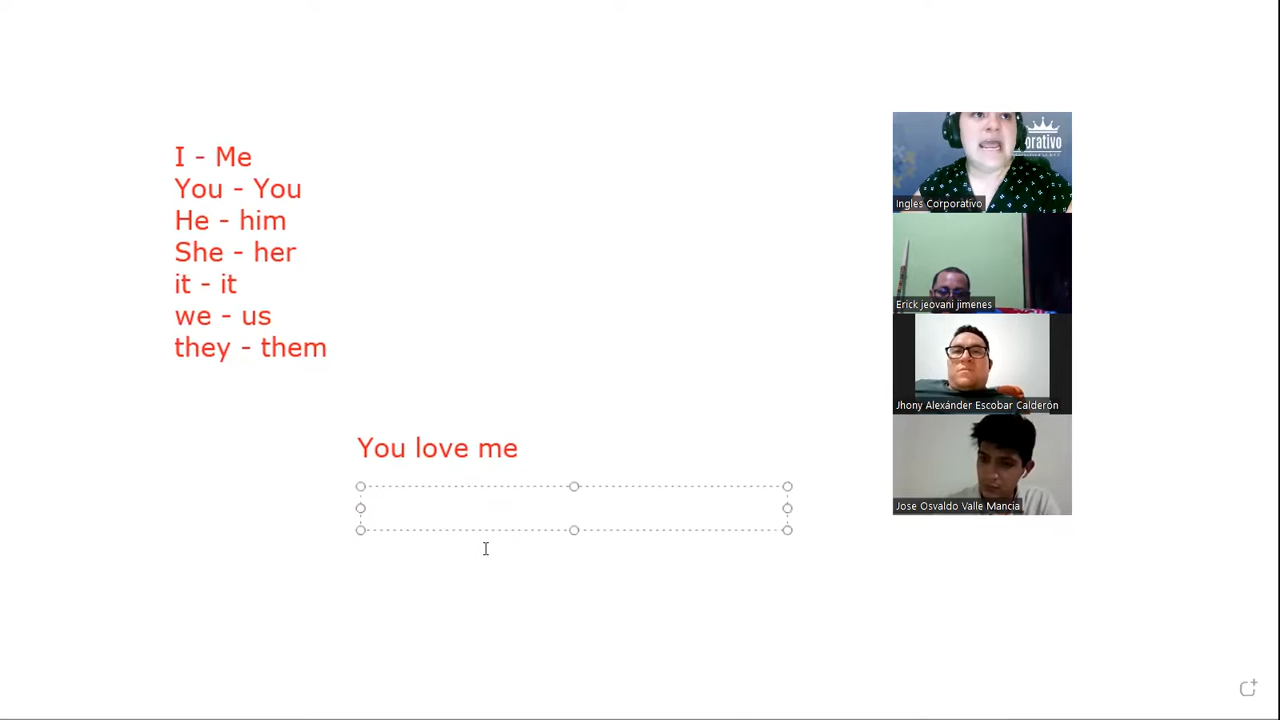 I - Me
You - You
He - him
She - her
it - it
we - us
they - them
You love me
orativo
Ingles Corporativo
Erick jeovani jimenes
Jhony Alexánder Escobar Calderón
Jose Osvaldo Valle Mancia